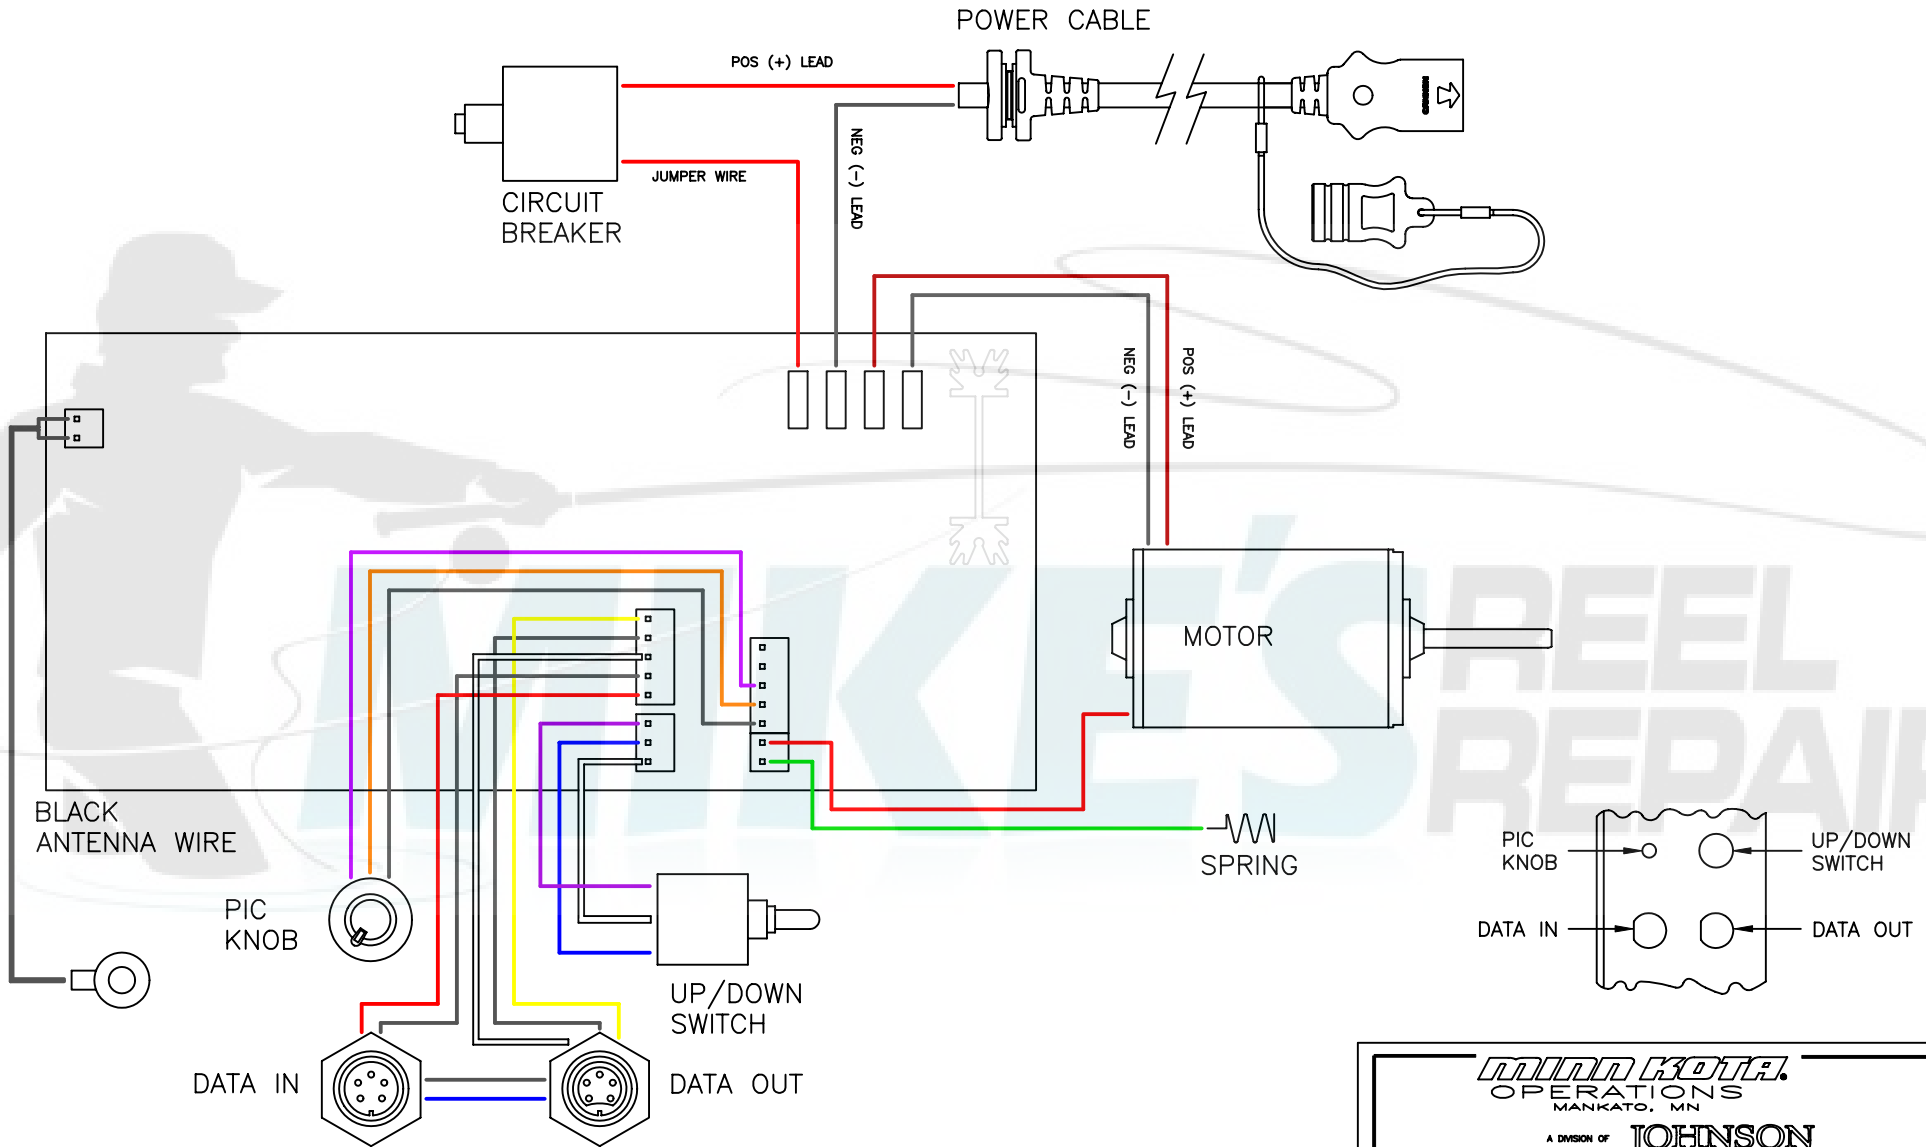 POWER CABLE
POS (+) LEAD
NEG (-) LEAD
JUMPER WIRE
CIRCUIT
BREAKER
NEG (-) LEAD
POS (+) LEAD
MOTOR
MIKE'S
REEL
REPAIR
BLACK
ANTENNA WIRE
SPRING
PIC
KNOB
UP/DOWN
SWITCH
DATA IN
DATA OUT
PIC
KNOB
UP/DOWN
SWITCH
DATA IN
DATA OUT
MINN KOTA.
OPERATIONS
MANKATO, MN
A DIVISION OF JOHNSON